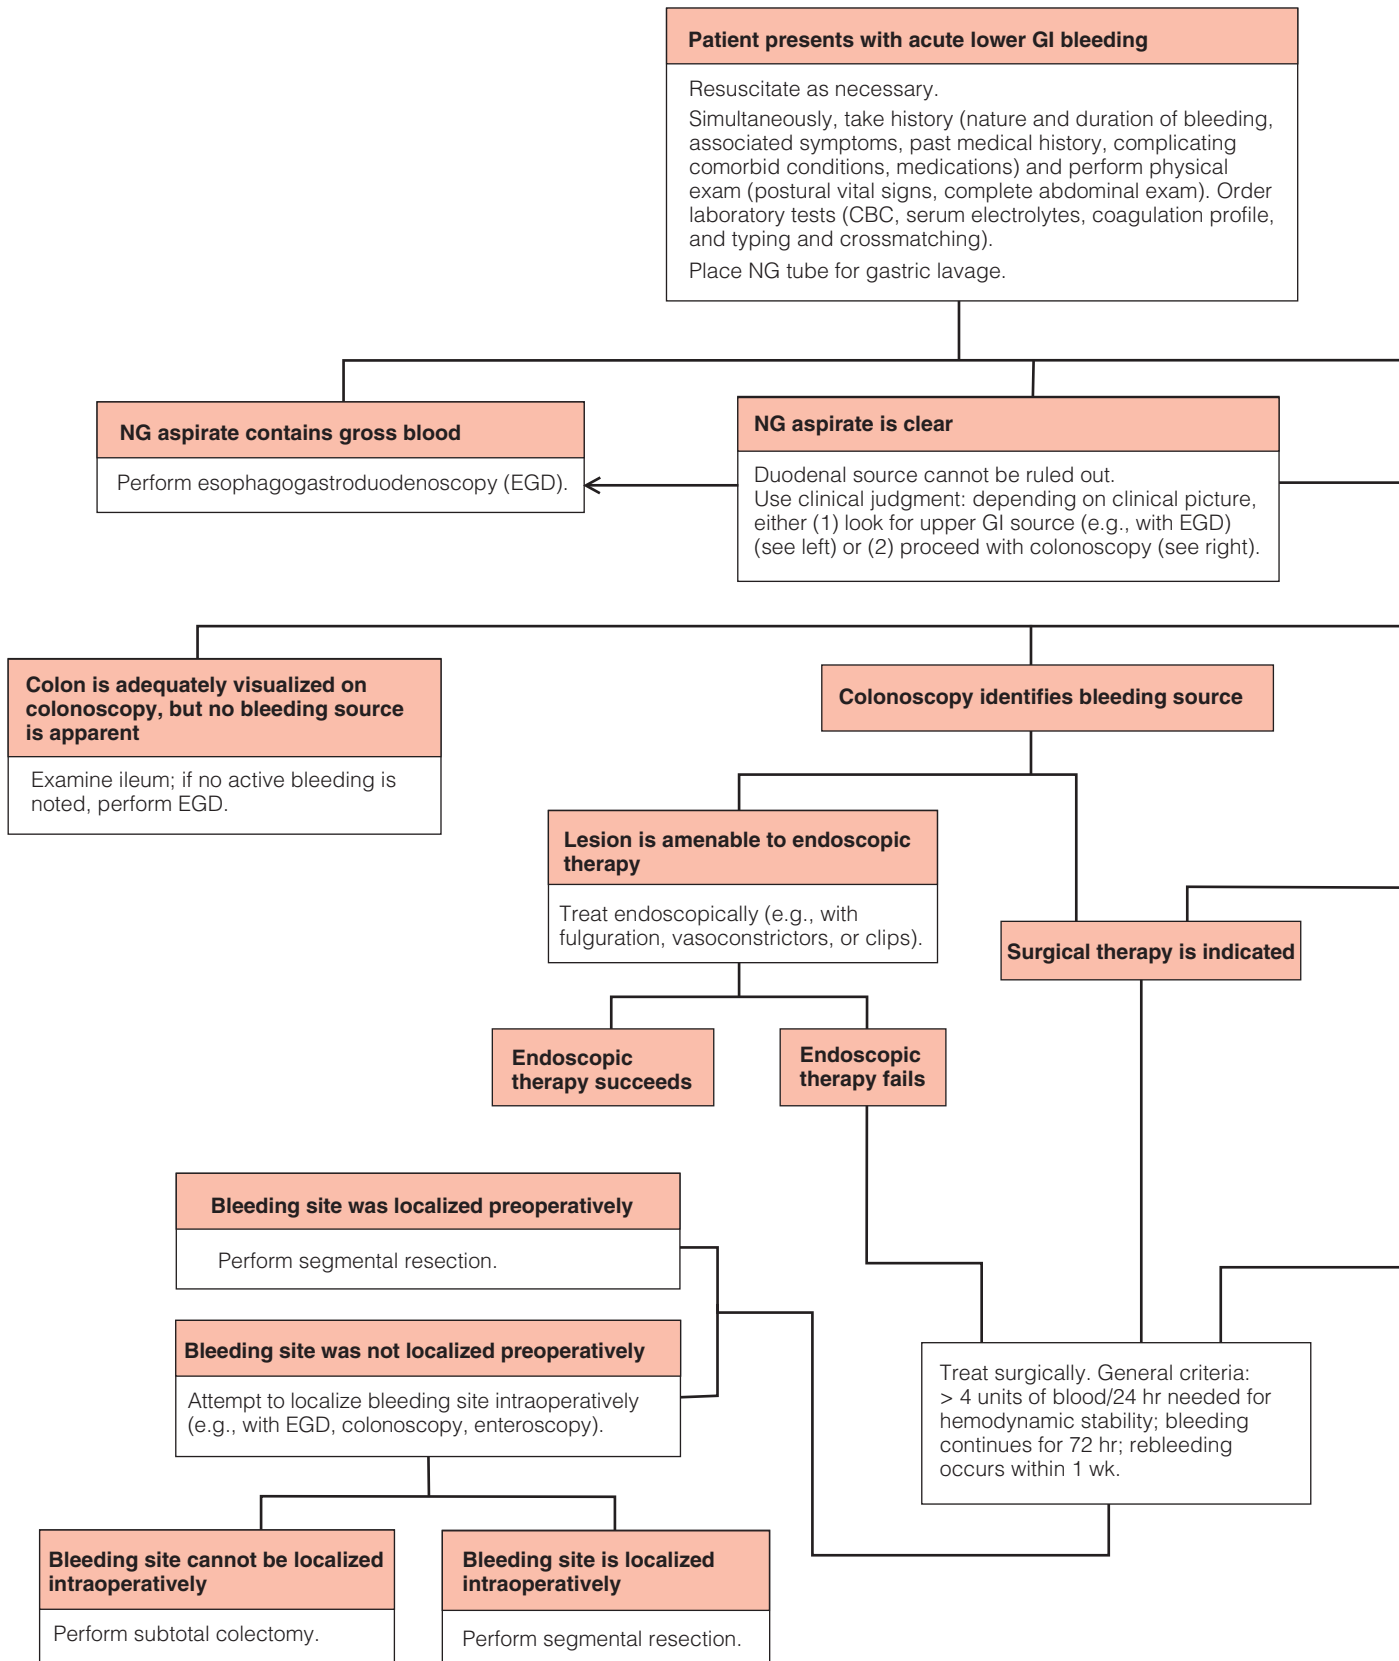 Patient presents with acute lower GI bleeding
Resuscitate as necessary.
Simultaneously, take history (nature and duration of bleeding,
associated symptoms, past medical history, complicating
comorbid conditions, medications) and perform physical
exam (postural vital signs, complete abdominal exam). Order
laboratory tests (CBC, serum electrolytes, coagulation profile,
and typing and crossmatching).
Place NG tube for gastric lavage.
NG aspirate contains gross blood
Perform esophagogastroduodenoscopy (EGD).
NG aspirate is clear
Duodenal source cannot be ruled out.
Use clinical judgment: depending on clinical picture,
either (1) look for upper GI source (e.g., with EGD)
(see left) or (2) proceed with colonoscopy (see right).
Colon is adequately visualized on
colonoscopy, but no bleeding source
is apparent
Examine ileum; if no active bleeding is
noted, perform EGD.
Colonoscopy identifies bleeding source
Lesion is amenable to endoscopic
therapy
Treat endoscopically (e.g., with
fulguration, vasoconstrictors, or clips).
Surgical therapy is indicated
Endoscopic
therapy succeeds
Endoscopic
therapy fails
Bleeding site was localized preoperatively
Perform segmental resection.
Bleeding site was not localized preoperatively
Attempt to localize bleeding site intraoperatively
(e.g., with EGD, colonoscopy, enteroscopy).
Treat surgically. General criteria:
> 4 units of blood/24 hr needed for
hemodynamic stability; bleeding
continues for 72 hr; rebleeding
occurs within 1 wk.
Bleeding site cannot be localized
intraoperatively
Perform subtotal colectomy.
Bleeding site is localized
intraoperatively
Perform segmental resection.